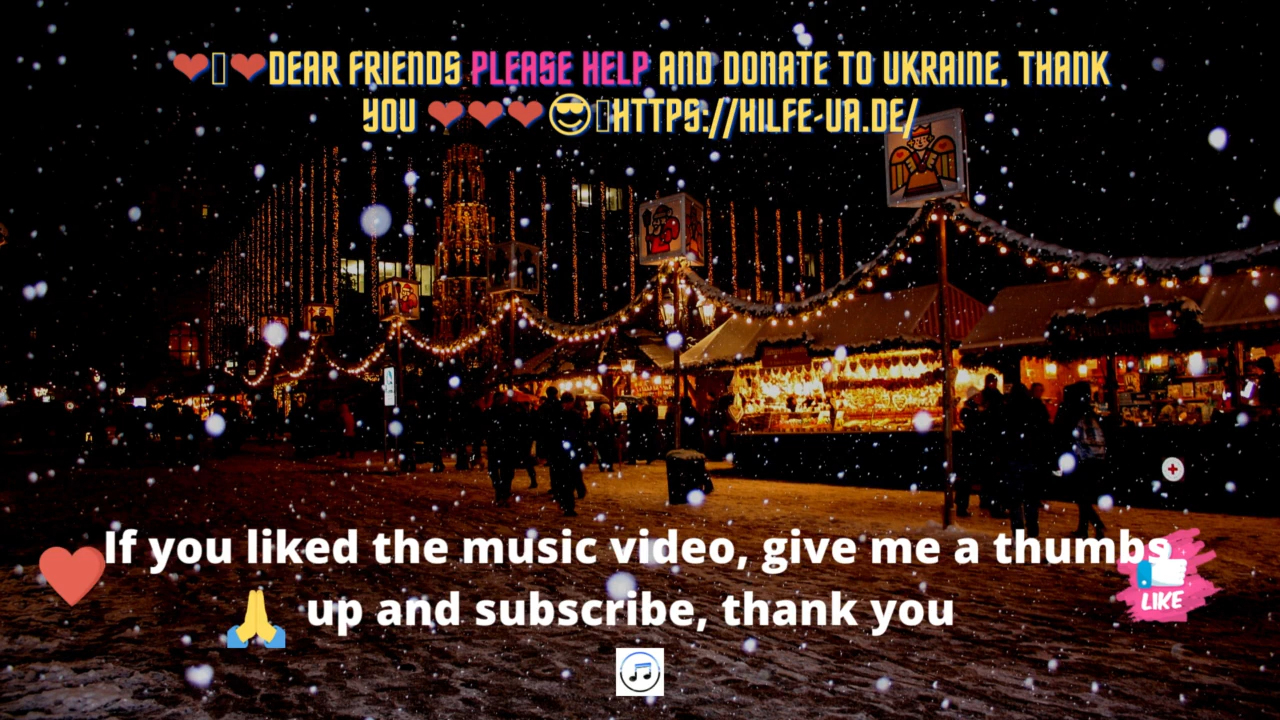 ❤▯❤DEAR FRIENDS PLEASE HELP AND DONATE TO UKRAINE, THANK
YOU ❤❤❤😎▯HTTPS://HILFE-UA.DE/
If you liked the music video, give me a thumbs
up and subscribe, thank you
LIKE